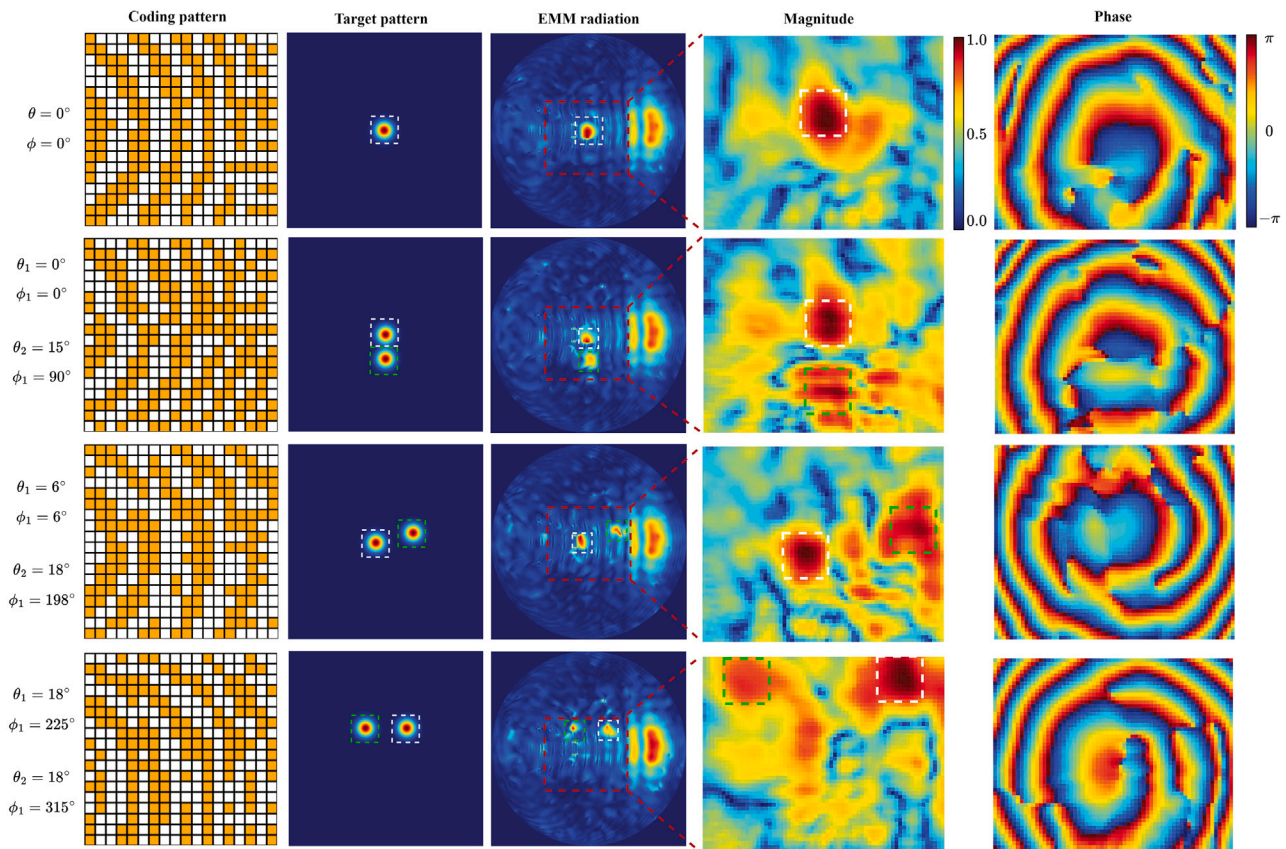 Coding pattern
Target pattern
EMM radiation
Magnitude
Phase
θ = 0°
ϕ = 0°
1.0
0.5
0.0
π
0
−π
θ₁ = 0°
ϕ₁ = 0°
θ₂ = 15°
ϕ₁ = 90°
θ₁ = 6°
ϕ₁ = 6°
θ₂ = 18°
ϕ₁ = 198°
θ₁ = 18°
ϕ₁ = 225°
θ₂ = 18°
ϕ₁ = 315°